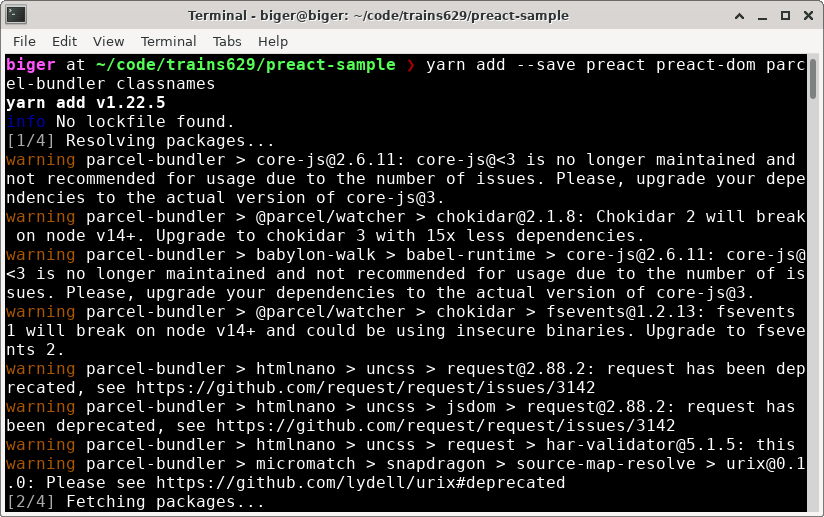 Terminal - biger@biger: ~/code/trains629/preact-sample
File Edit View Terminal Tabs Help
biger at ~/code/trains629/preact-sample ❯ yarn add --save preact preact-dom parc
el-bundler classnames
yarn add v1.22.5
info No lockfile found.
[1/4] Resolving packages...
warning parcel-bundler > core-js@2.6.11: core-js@<3 is no longer maintained and
not recommended for usage due to the number of issues. Please, upgrade your depe
ndencies to the actual version of core-js@3.
warning parcel-bundler > @parcel/watcher > chokidar@2.1.8: Chokidar 2 will break
 on node v14+. Upgrade to chokidar 3 with 15x less dependencies.
warning parcel-bundler > babylon-walk > babel-runtime > core-js@2.6.11: core-js@
<3 is no longer maintained and not recommended for usage due to the number of is
sues. Please, upgrade your dependencies to the actual version of core-js@3.
warning parcel-bundler > @parcel/watcher > chokidar > fsevents@1.2.13: fsevents
1 will break on node v14+ and could be using insecure binaries. Upgrade to fseve
nts 2.
warning parcel-bundler > htmlnano > uncss > request@2.88.2: request has been dep
recated, see https://github.com/request/request/issues/3142
warning parcel-bundler > htmlnano > uncss > jsdom > request@2.88.2: request has
been deprecated, see https://github.com/request/request/issues/3142
warning parcel-bundler > htmlnano > uncss > request > har-validator@5.1.5: this
warning parcel-bundler > micromatch > snapdragon > source-map-resolve > urix@0.1
.0: Please see https://github.com/lydell/urix#deprecated
[2/4] Fetching packages...